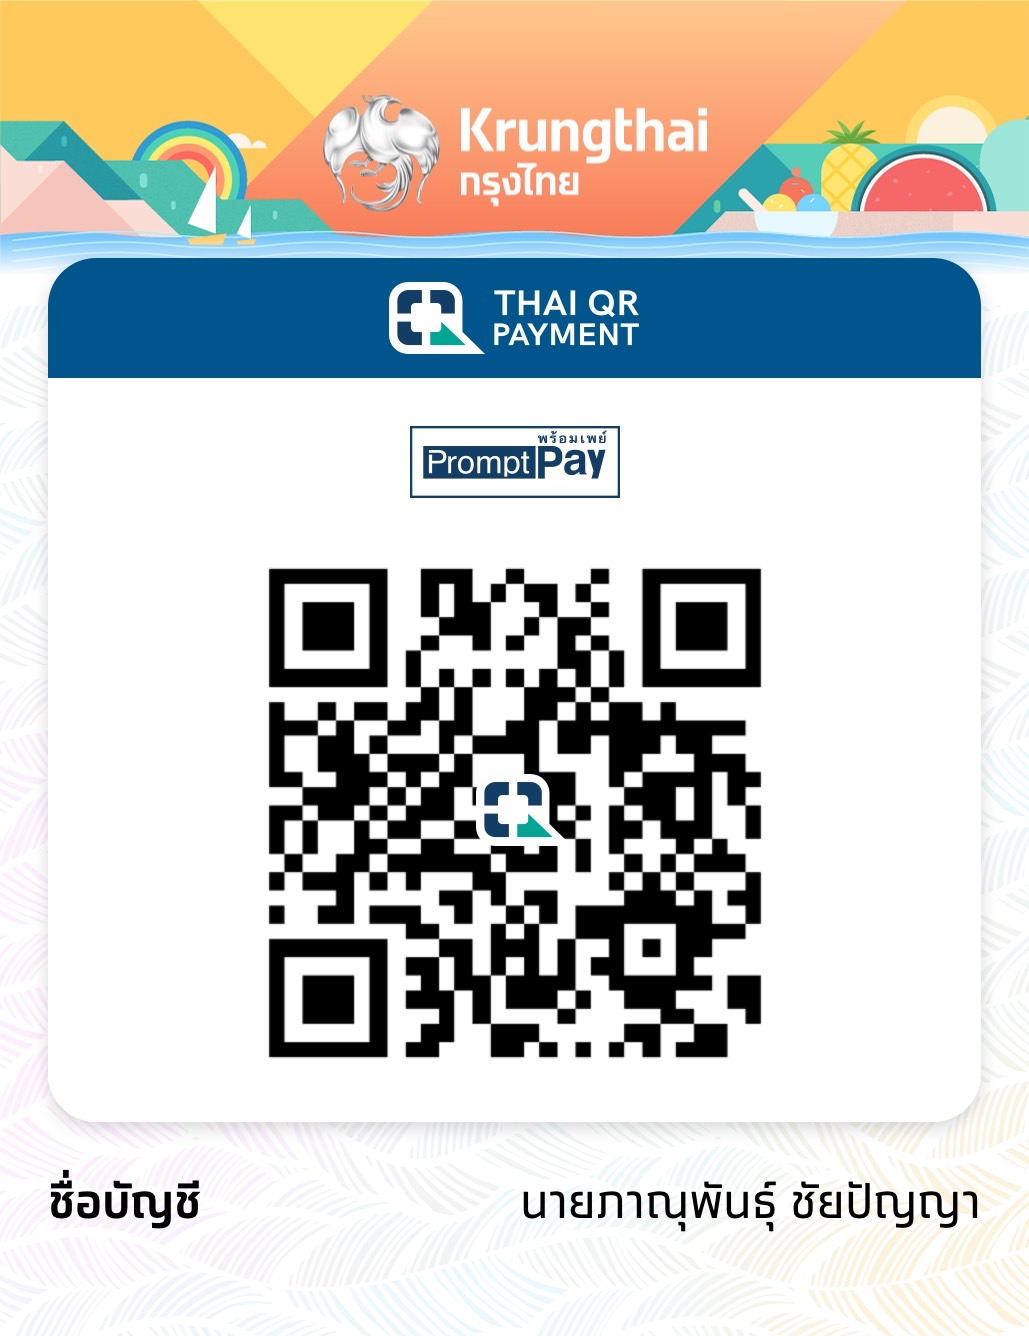 Krungthai
กรุงไทย
THAI QR
PAYMENT
พร้อมเพย์
PromptPay
ชื่อบัญชี นายภาณุพันธุ์ ชัยปัญญา